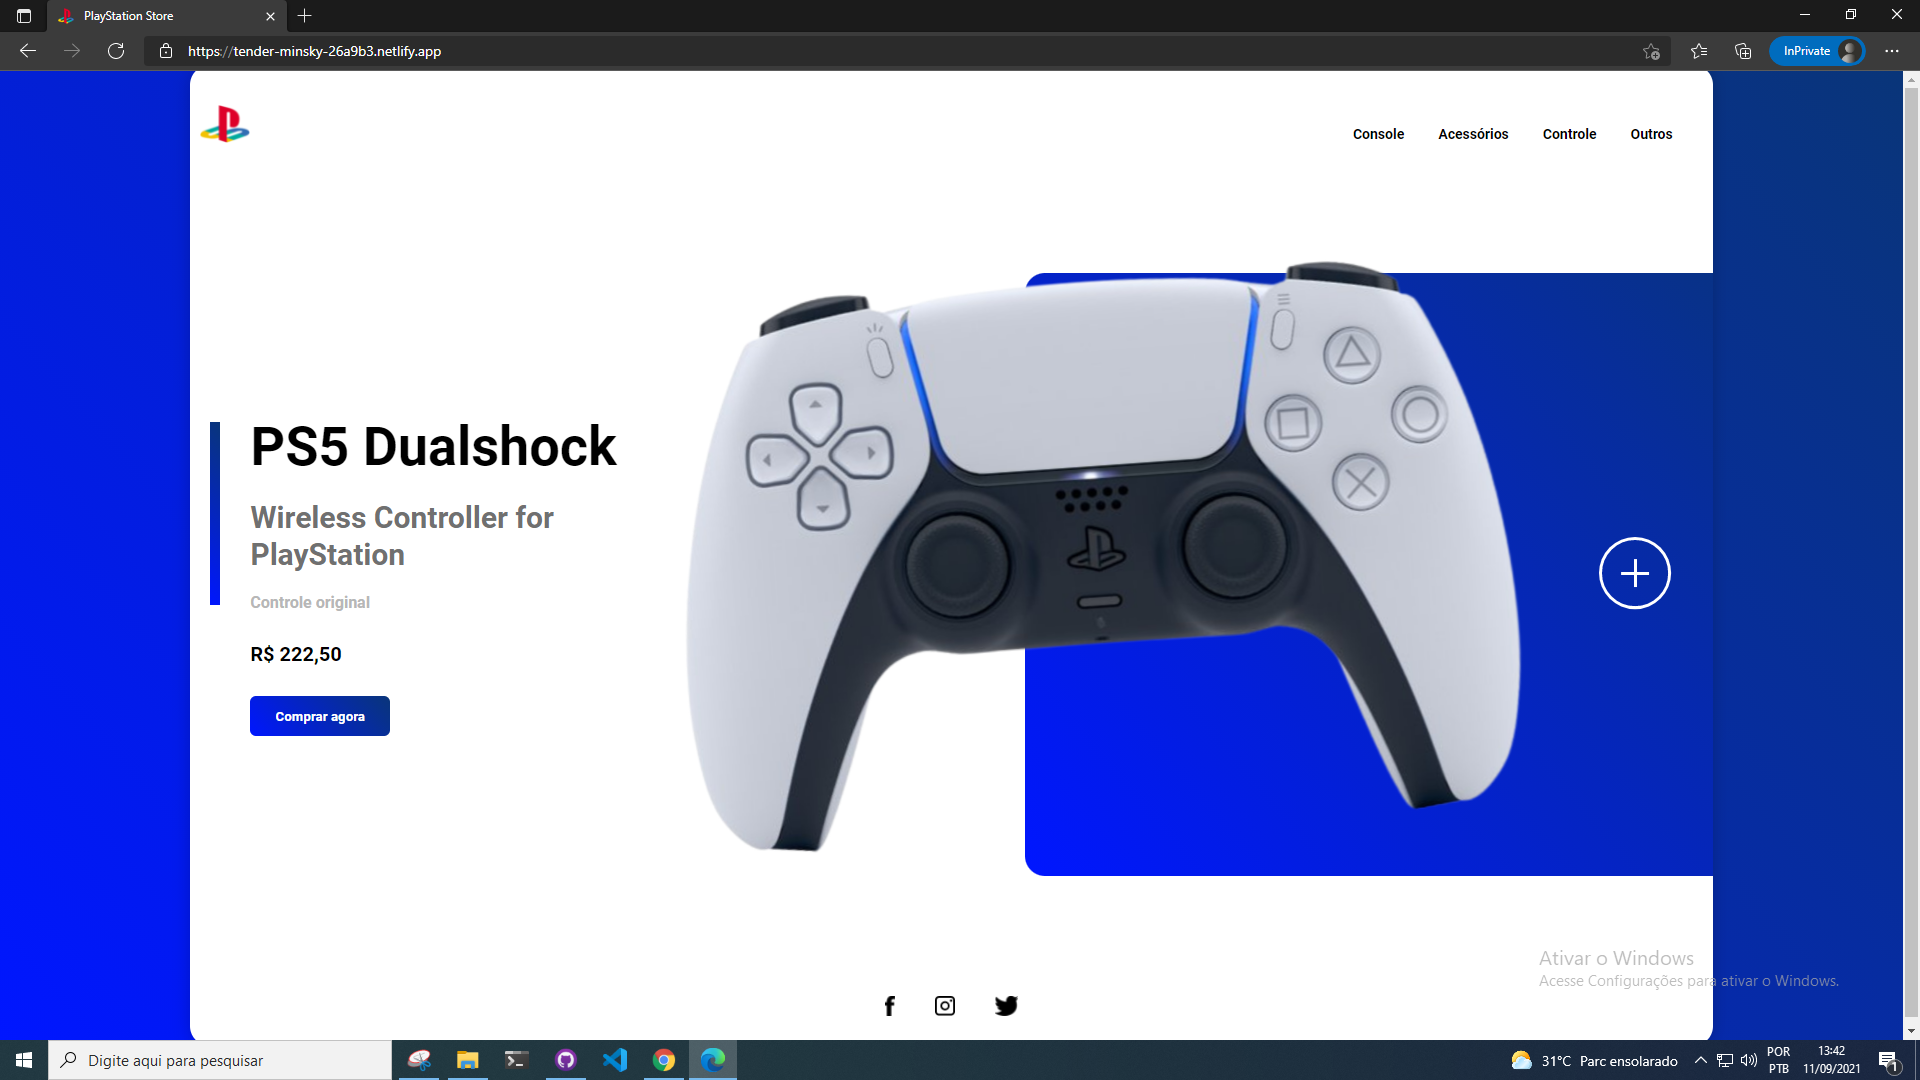 PlayStation Store
https://tender-minsky-26a9b3.netlify.app
InPrivate
Console
Acessórios
Controle
Outros
PS5 Dualshock
Wireless Controller for
PlayStation
Controle original
R$ 222,50
Comprar agora
Ativar o Windows
Acesse Configurações para ativar o Windows.
Digite aqui para pesquisar
31°C Parc ensolarado
POR
PTB
13:42
11/09/2021
1